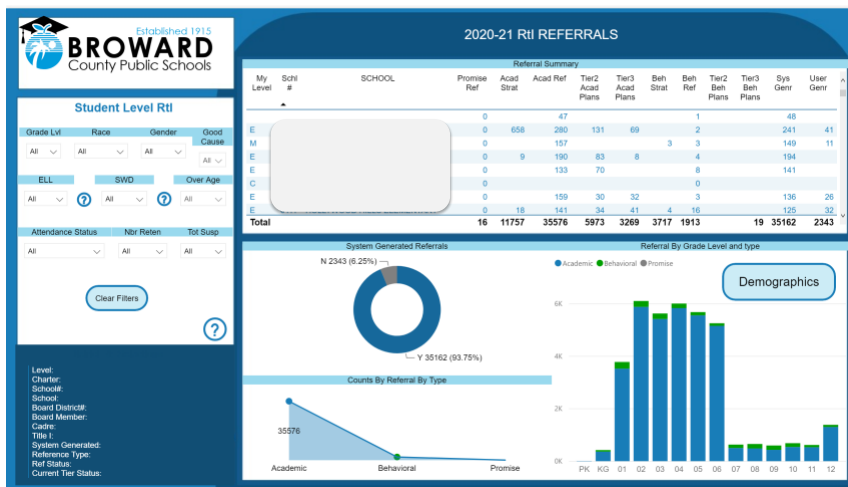 Established 1915
BROWARD
County Public Schools
2020-21 RtI REFERRALS
Student Level RtI
Grade Lvl Race Gender Good Cause
All All All All
ELL SWD Over Age
All ? All ? All
Attendance Status Nbr Reten Tot Susp
All All All
Clear Filters
?
Level:
Charter:
School#:
School:
Board District#:
Board Member:
Cadre:
Title I:
System Generated:
Reference Type:
Ref Status:
Current Tier Status:
Referral Summary
My Level Schl # SCHOOL Promise Ref Acad Strat Acad Ref Tier2 Acad Plans Tier3 Acad Plans Beh Strat Beh Ref Tier2 Beh Plans Tier3 Beh Plans Sys Genr User Genr
0 47 1 48
E 0 658 280 131 69 2 241 41
M 0 157 3 3 149 11
E 0 9 190 83 8 4 194
E 0 133 70 8 141
C 0 0
E 0 159 30 32 3 136 26
E 0 18 141 34 41 4 16 125 32
Total 16 11757 35576 5973 3269 3717 1913 19 35162 2343
System Generated Referrals
N 2343 (6.25%)
Y 35162 (93.75%)
Counts By Referral By Type
35576
Academic Behavioral Promise
Referral By Grade Level and type
Academic Behavioral Promise
Demographics
6K
4K
2K
0K
PK KG 01 02 03 04 05 06 07 08 09 10 11 12